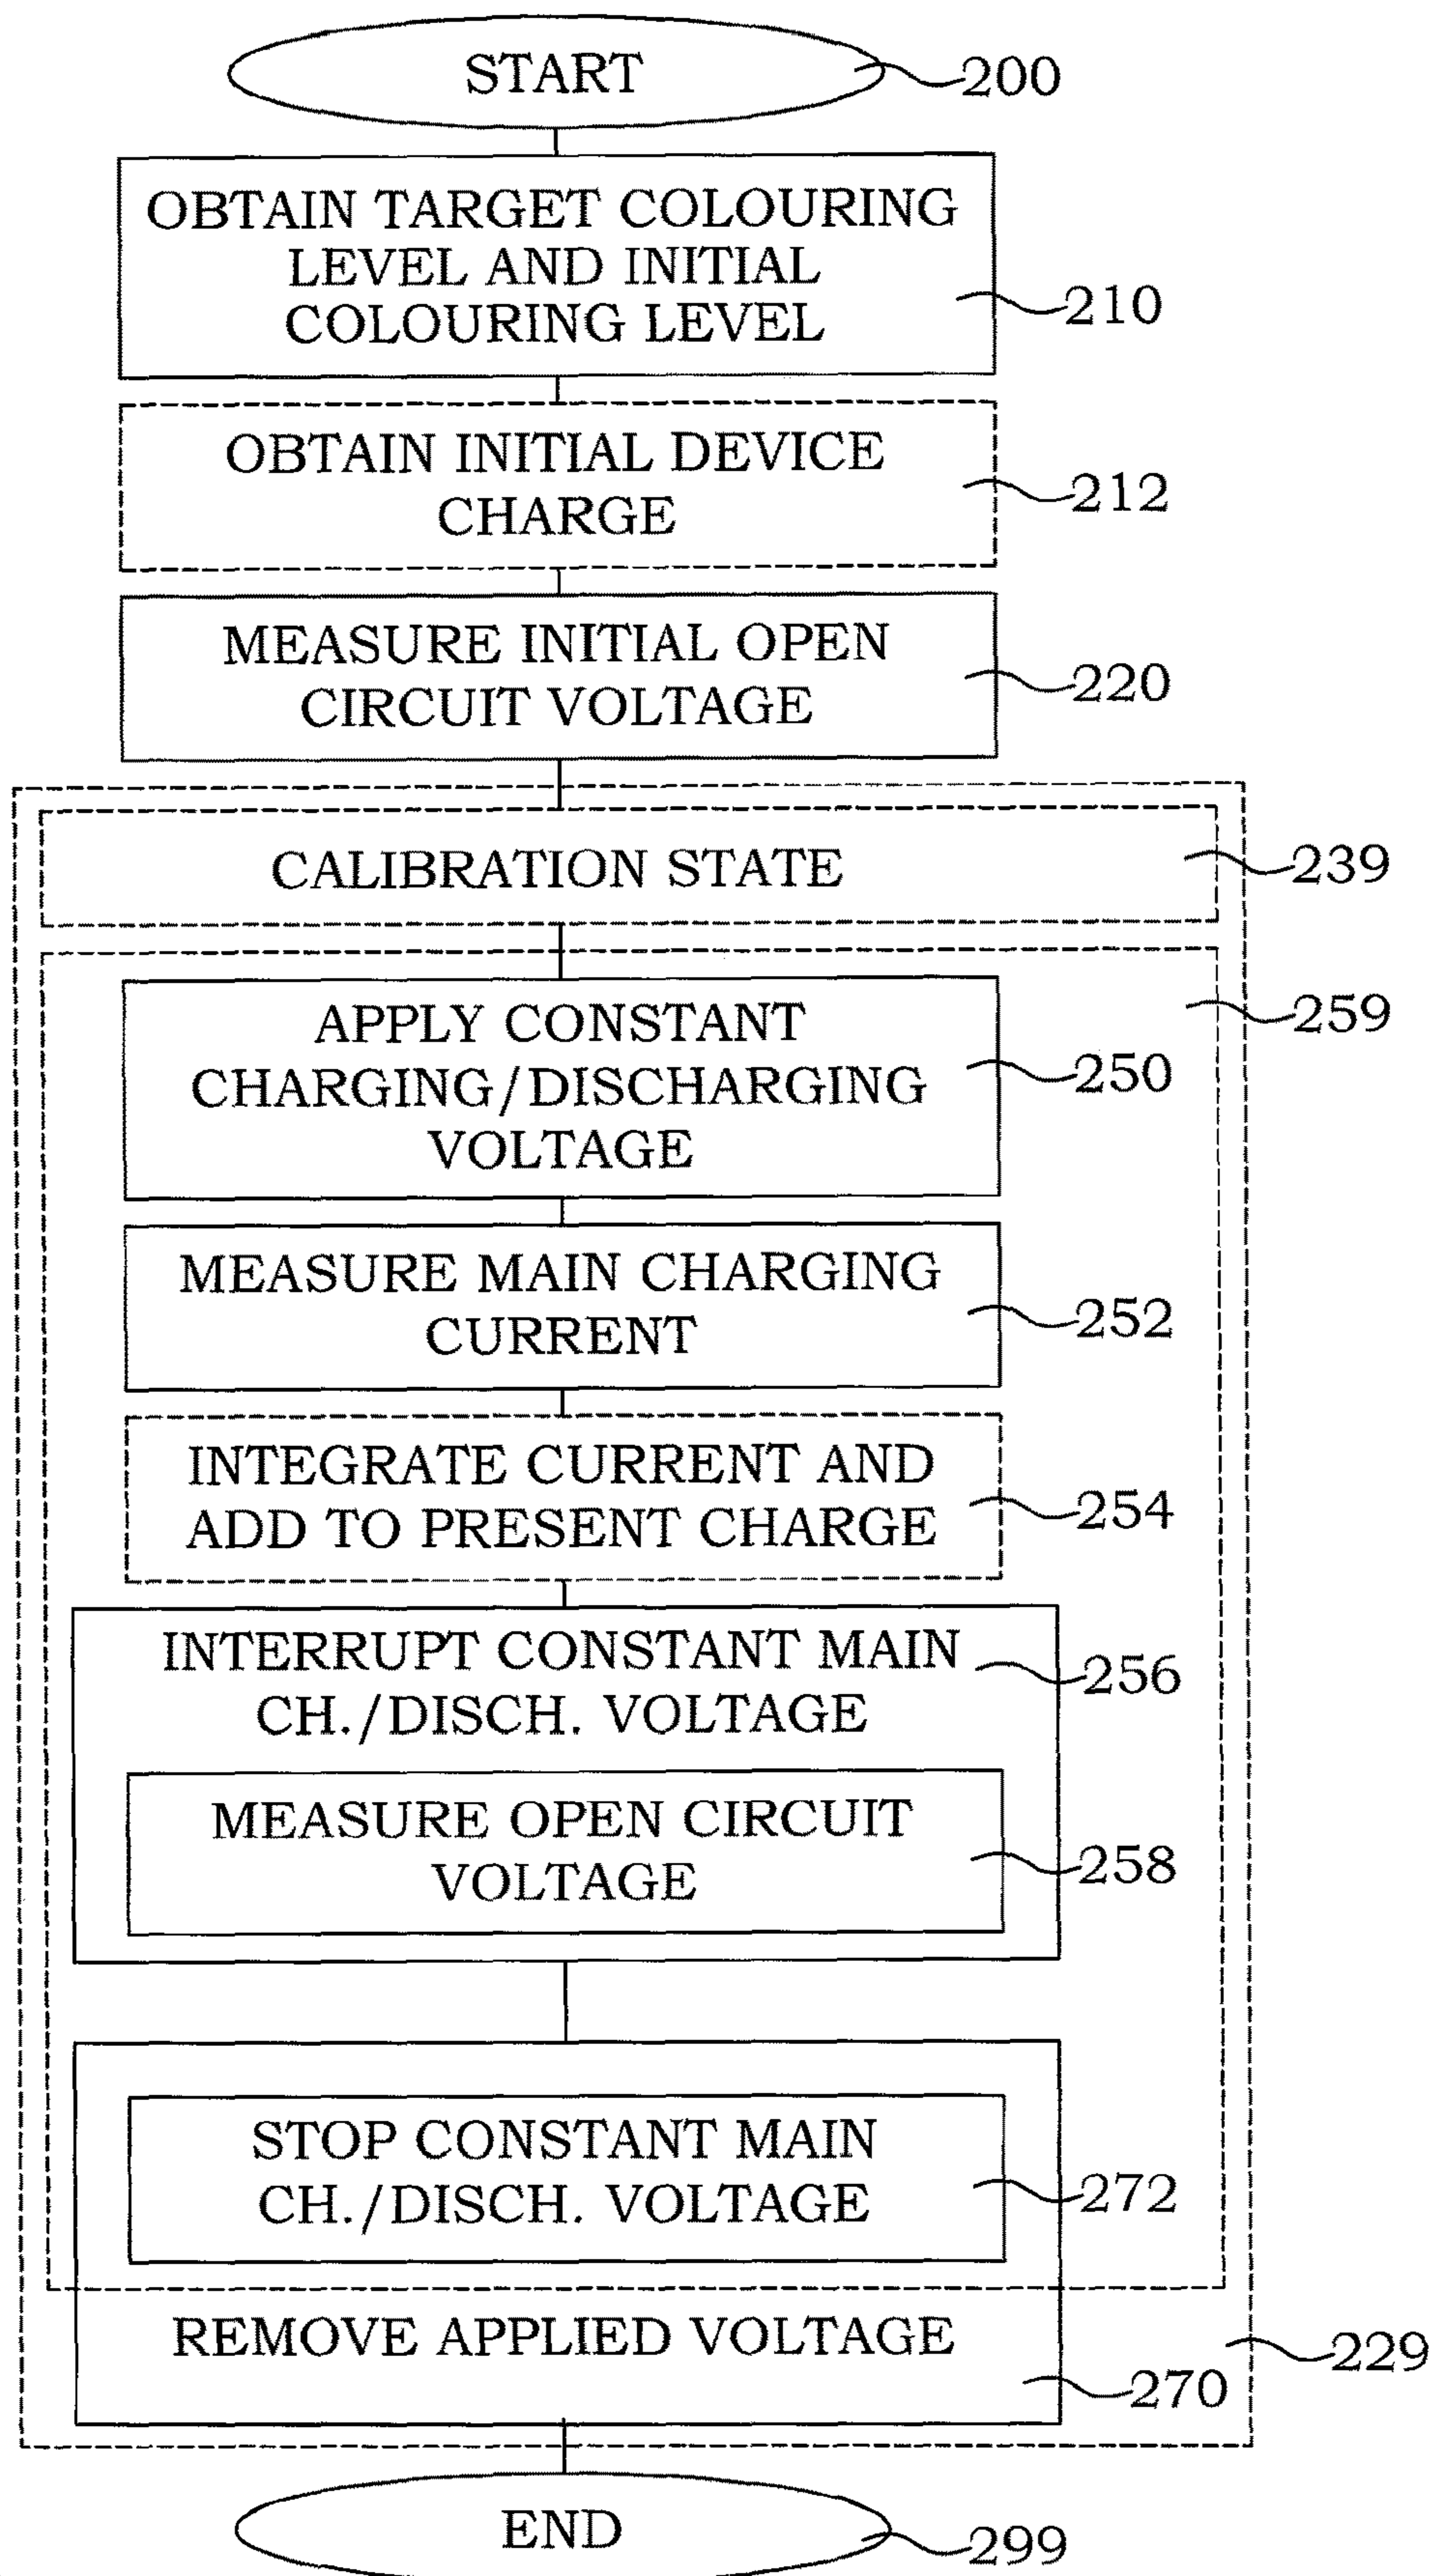 START
200
OBTAIN TARGET COLOURING
LEVEL AND INITIAL
COLOURING LEVEL
210
OBTAIN INITIAL DEVICE
CHARGE
212
MEASURE INITIAL OPEN
CIRCUIT VOLTAGE
220
CALIBRATION STATE
239
259
APPLY CONSTANT
CHARGING/DISCHARGING
VOLTAGE
250
MEASURE MAIN CHARGING
CURRENT
252
INTEGRATE CURRENT AND
ADD TO PRESENT CHARGE
254
INTERRUPT CONSTANT MAIN
CH./DISCH. VOLTAGE
256
MEASURE OPEN CIRCUIT
VOLTAGE
258
STOP CONSTANT MAIN
CH./DISCH. VOLTAGE
272
REMOVE APPLIED VOLTAGE
229
270
END
299